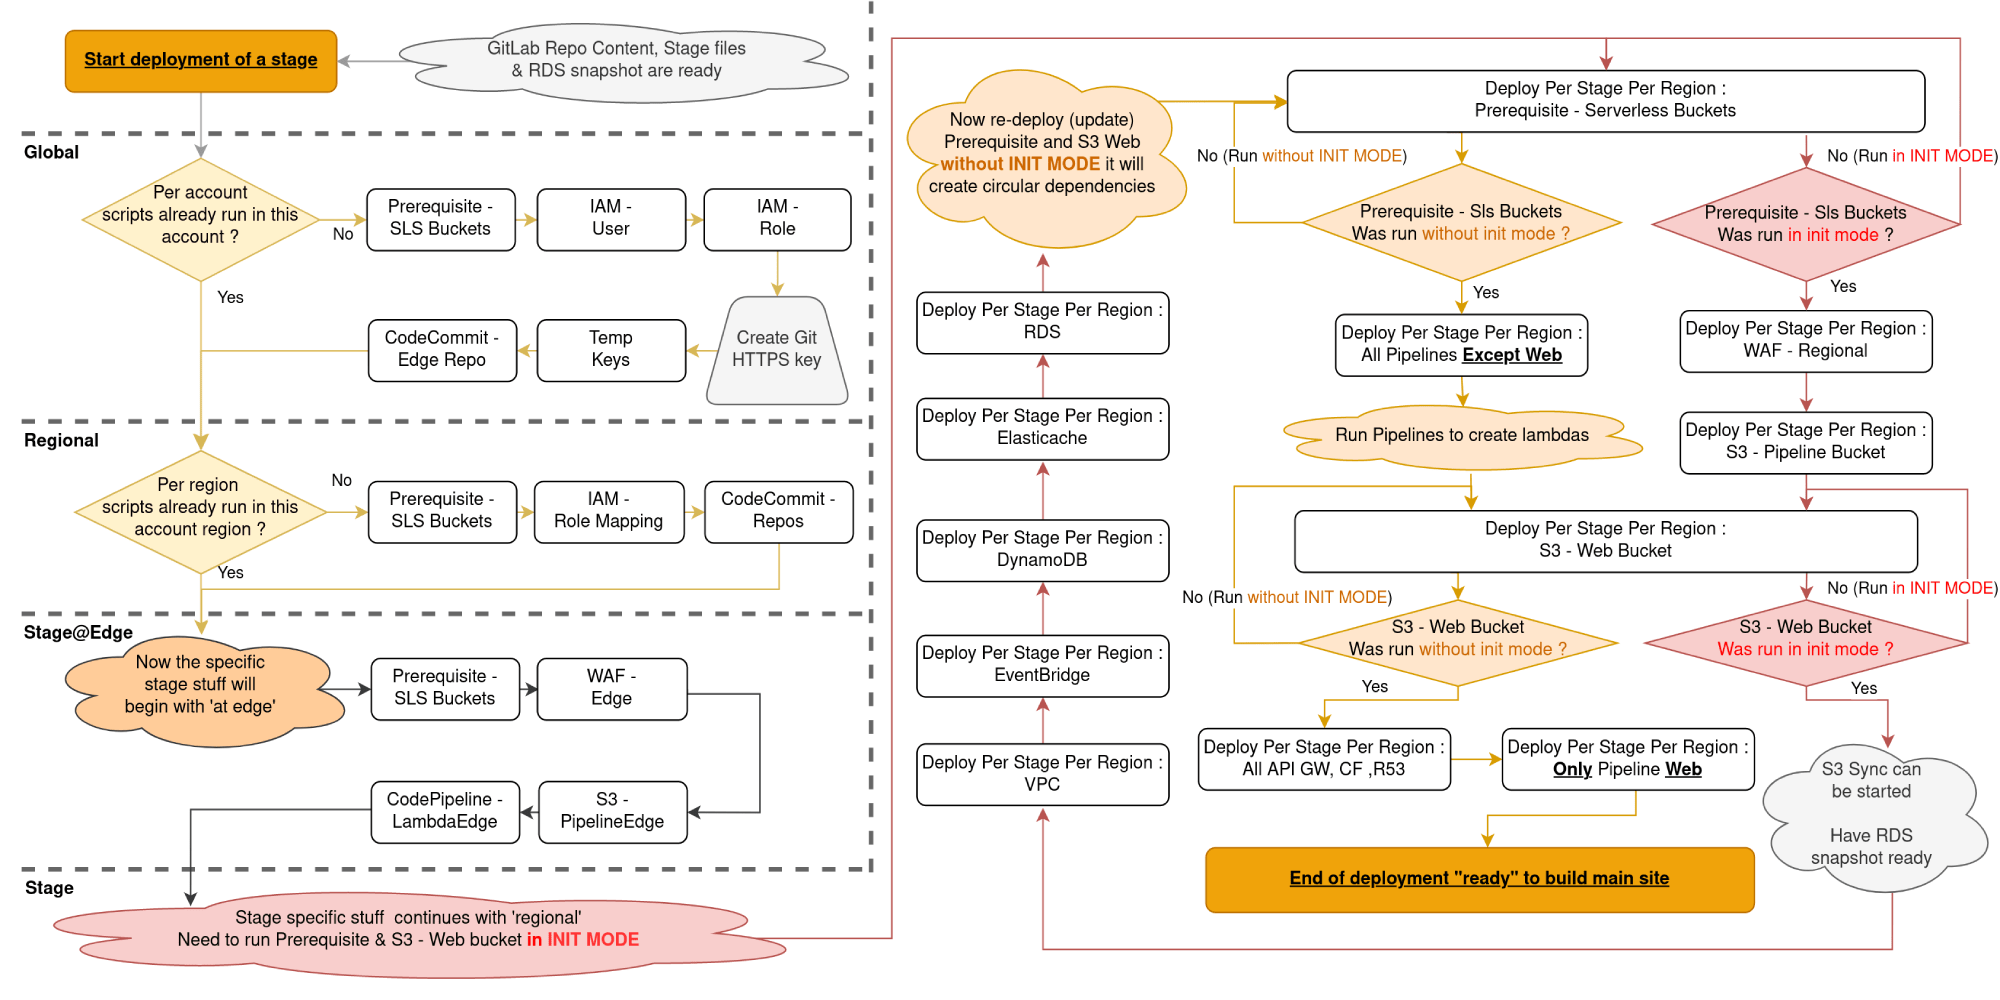 Start deployment of a stage
GitLab Repo Content, Stage files
& RDS snapshot are ready
Global
Per account
scripts already run in this
account ?
No
Yes
Prerequisite -
SLS Buckets
IAM -
User
IAM -
Role
Create Git
HTTPS key
Temp
Keys
CodeCommit -
Edge Repo
Regional
Per region
scripts already run in this
account region ?
No
Yes
Prerequisite -
SLS Buckets
IAM -
Role Mapping
CodeCommit -
Repos
Stage@Edge
Now the specific
stage stuff will
begin with 'at edge'
Prerequisite -
SLS Buckets
WAF -
Edge
S3 -
PipelineEdge
CodePipeline -
LambdaEdge
Stage
Stage specific stuff  continues with 'regional'
Need to run Prerequisite & S3 - Web bucket in INIT MODE
Deploy Per Stage Per Region :
Prerequisite - Serverless Buckets
No (Run in INIT MODE)
Prerequisite - Sls Buckets
Was run in init mode ?
Yes
Deploy Per Stage Per Region :
WAF - Regional
Deploy Per Stage Per Region :
S3 - Pipeline Bucket
Deploy Per Stage Per Region :
S3 - Web Bucket
No (Run in INIT MODE)
S3 - Web Bucket
Was run in init mode ?
Yes
S3 Sync can
be started
Have RDS
snapshot ready
Deploy Per Stage Per Region :
VPC
Deploy Per Stage Per Region :
EventBridge
Deploy Per Stage Per Region :
DynamoDB
Deploy Per Stage Per Region :
Elasticache
Deploy Per Stage Per Region :
RDS
Now re-deploy (update)
Prerequisite and S3 Web
without INIT MODE it will
create circular dependencies
No (Run without INIT MODE)
Prerequisite - Sls Buckets
Was run without init mode ?
Yes
Deploy Per Stage Per Region :
All Pipelines Except Web
Run Pipelines to create lambdas
No (Run without INIT MODE)
S3 - Web Bucket
Was run without init mode ?
Yes
Deploy Per Stage Per Region :
All API GW, CF ,R53
Deploy Per Stage Per Region :
Only Pipeline Web
End of deployment "ready" to build main site